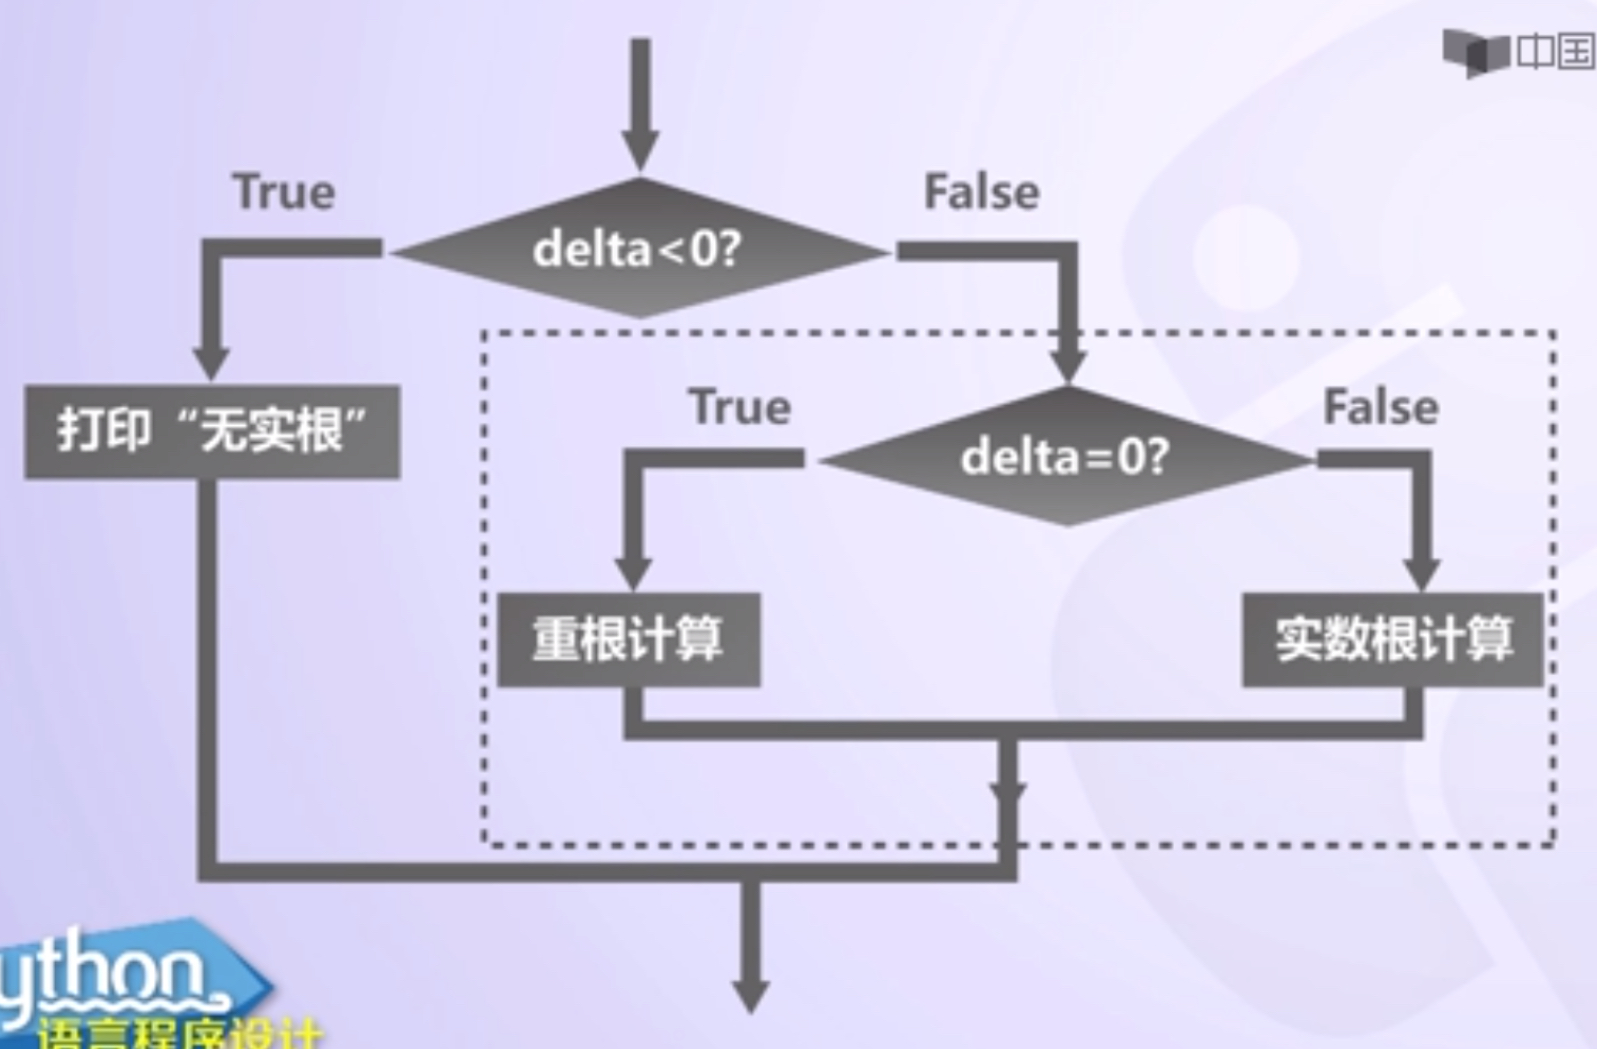 中国
True
False
delta<0?
打印“无实根”
True
False
delta=0?
重根计算
实数根计算
ython
语言程序设计